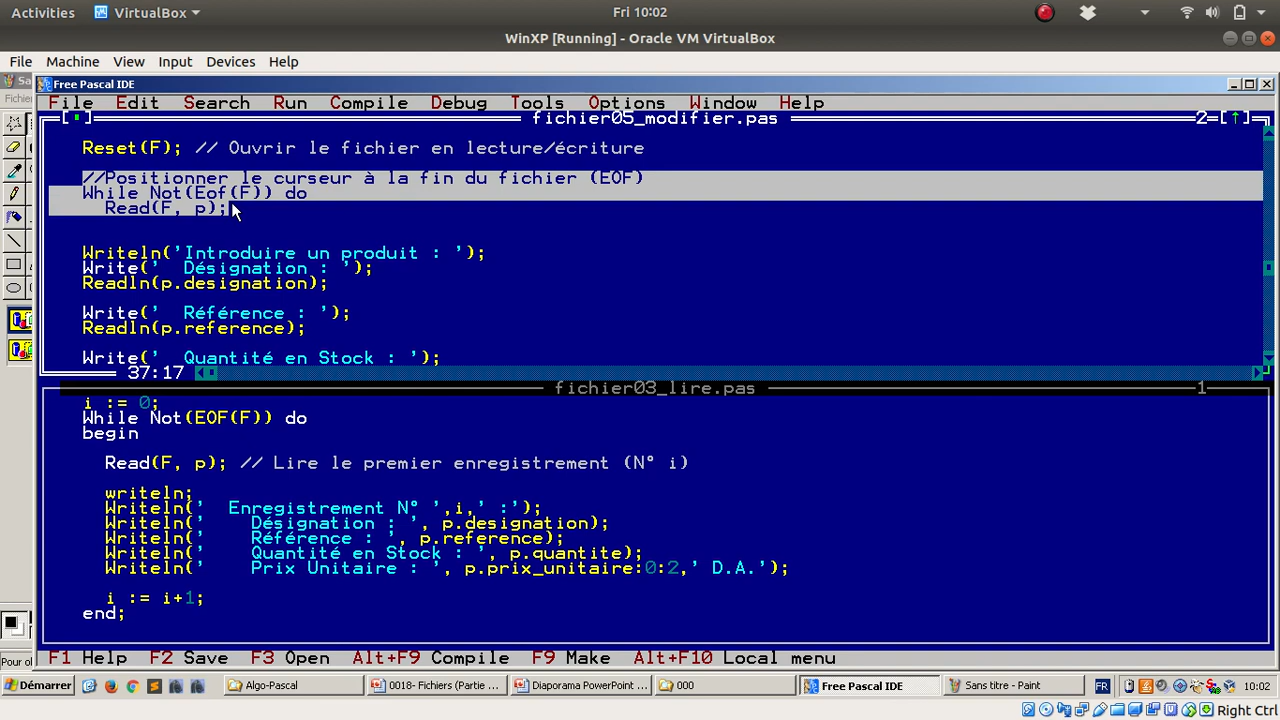 Activities VirtualBox Fri 10:02
WinXP [Running] - Oracle VM VirtualBox
File Machine View Input Devices Help
Free Pascal IDE
File Edit Search Run Compile Debug Tools Options Window Help
fichier05_modifier.pas 2
Reset(F); // Ouvrir le fichier en lecture/écriture
//Positionner le curseur à la fin du fichier (EOF)
While Not(Eof(F)) do
Read(F, p);
Writeln('Introduire un produit : ');
Write('  Désignation : ');
Readln(p.designation);
Write('  Référence : ');
Readln(p.reference);
Write('  Quantité en Stock : ');
37:17
fichier03_lire.pas 1
i := 0;
While Not(EOF(F)) do
begin
Read(F, p); // Lire le premier enregistrement (N° i)
writeln;
Writeln('  Enregistrement N° ',i,' :');
Writeln('    Désignation : ', p.designation);
Writeln('    Référence : ', p.reference);
Writeln('    Quantité en Stock : ', p.quantite);
Writeln('    Prix Unitaire : ', p.prix_unitaire:0:2,' D.A.');
i := i+1;
end;
F1 Help F2 Save F3 Open Alt+F9 Compile F9 Make Alt+F10 Local menu
Démarrer Algo-Pascal 0018- Fichiers (Partie ... Diaporama PowerPoint ... 000 Free Pascal IDE Sans titre - Paint FR 10:02
Right Ctrl